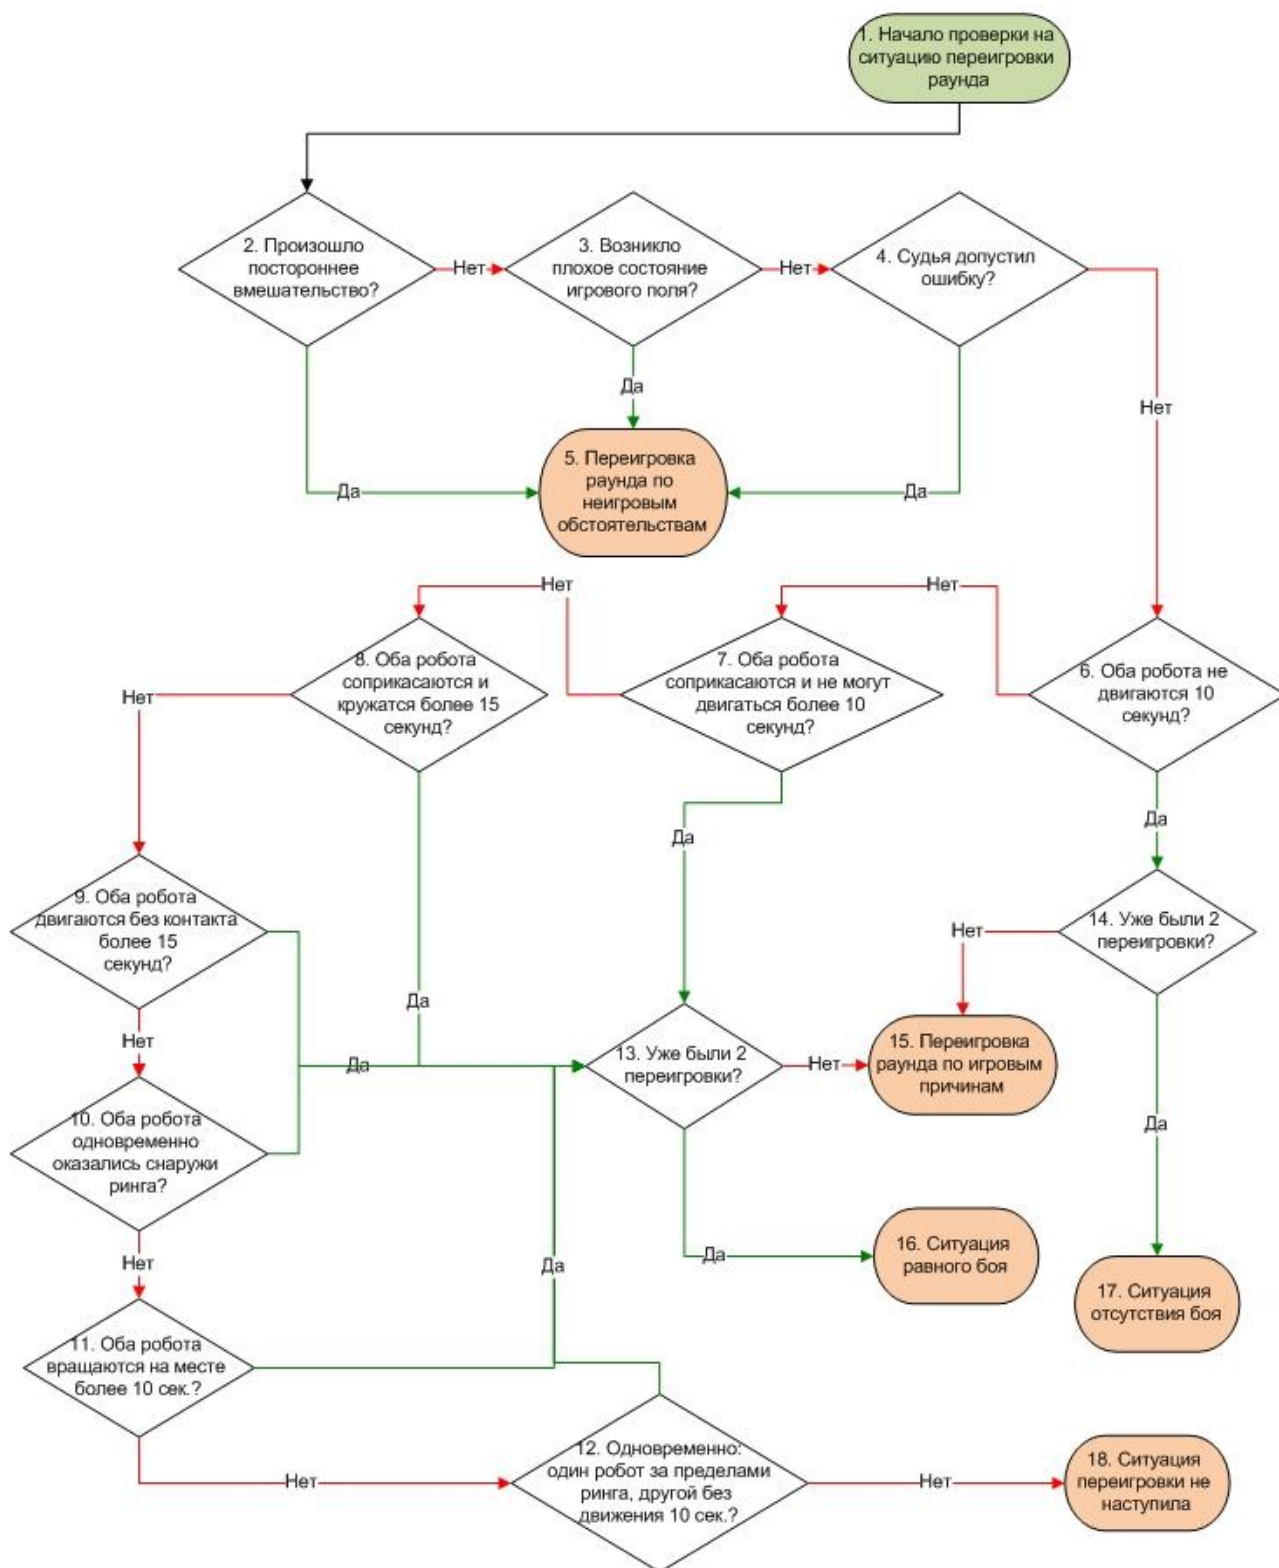 1. Начало проверки на
ситуацию переигровки
раунда
2. Произошло
постороннее
вмешательство?
Нет
3. Возникло
плохое состояние
игрового поля?
Нет
4. Судья допустил
ошибку?
Да
Нет
5. Переигровка
раунда по
неигровым
обстоятельствам
Да
Да
Нет
Нет
8. Оба робота
соприкасаются и
кружатся более 15
секунд?
7. Оба робота
соприкасаются и не могут
двигаться более 10
секунд?
6. Оба робота не
двигаются 10
секунд?
Нет
Да
Да
9. Оба робота
двигаются без контакта
более 15
секунд?
14. Уже были 2
переигровки?
Нет
Да
Нет
13. Уже были 2
переигровки?
Нет
15. Переигровка
раунда по игровым
причинам
Да
Да
10. Оба робота
одновременно
оказались снаружи
ринга?
Нет
Да
Да
16. Ситуация
равного боя
17. Ситуация
отсутствия боя
11. Оба робота
вращаются на месте
более 10 сек.?
Нет
12. Одновременно:
один робот за пределами
ринга, другой без
движения 10 сек.?
Нет
18. Ситуация
переигровки не
наступила